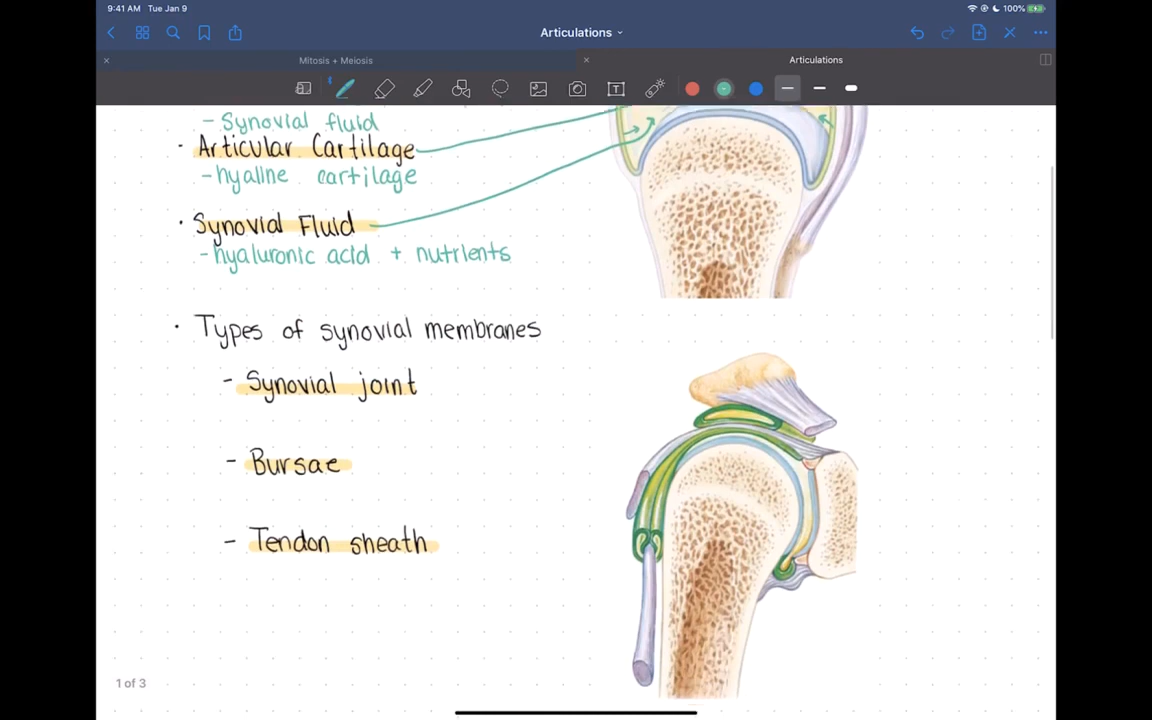 9:41 AM Tue Jan 9
100%
Articulations
Mitosis + Meiosis
Articulations
- Synovial fluid
· Articular Cartilage
- hyaline cartilage
· Synovial Fluid
- hyaluronic acid + nutrients
· Types of synovial membranes
- Synovial joint
- Bursae
- Tendon sheath
1 of 3